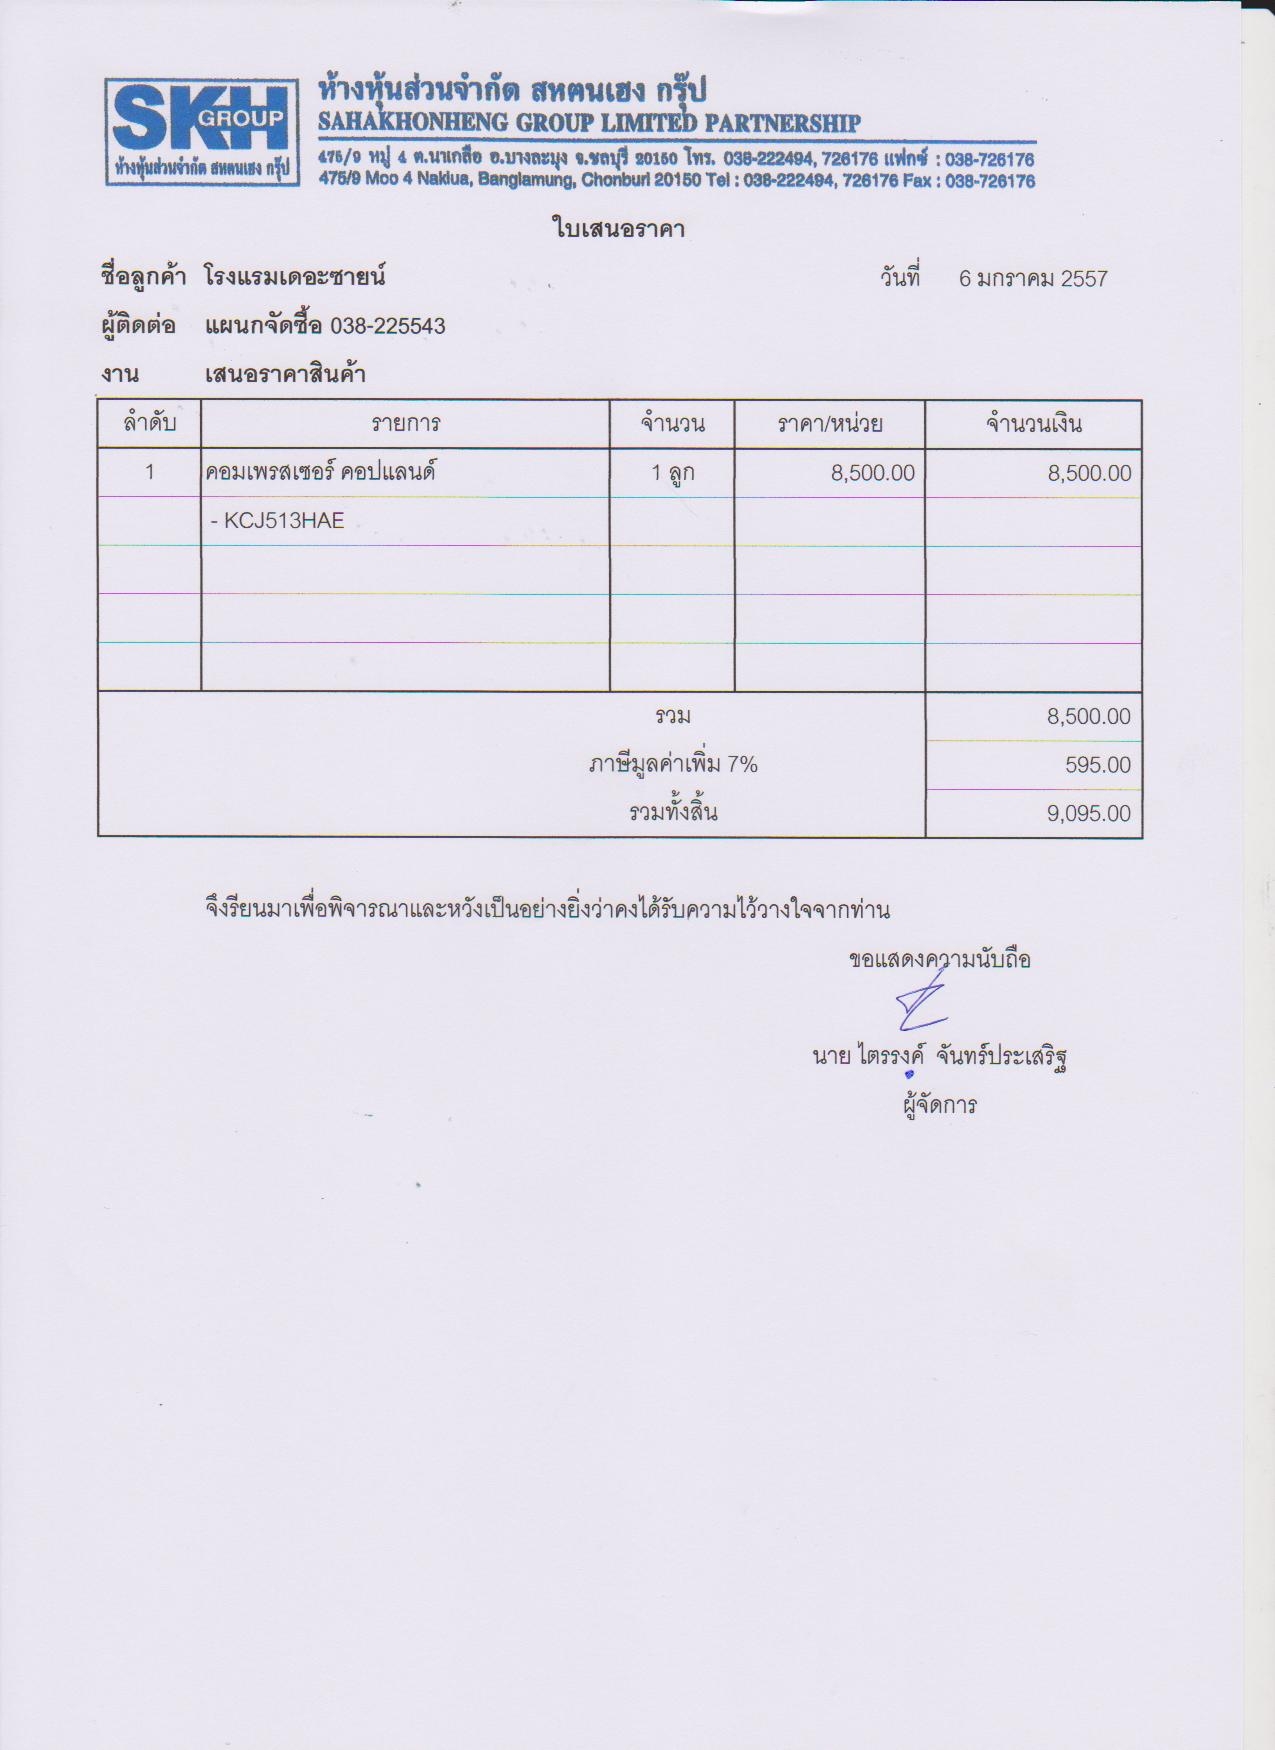 SKH
GROUP
ห้างหุ้นส่วนจำกัด สหฅนเฮง กรุ๊ป
ห้างหุ้นส่วนจำกัด สหฅนเฮง กรุ๊ป
SAHAKHONHENG GROUP LIMITED PARTNERSHIP
475/9 หมู่ 4 ต.นาเกลือ อ.บางละมุง จ.ชลบุรี 20150 โทร. 038-222494, 726176 แฟกซ์ : 038-726176
475/9 Moo 4 Naklua, Banglamung, Chonburi 20150 Tel : 038-222494, 726176 Fax : 038-726176
ใบเสนอราคา
ชื่อลูกค้า โรงแรมเดอะซายน์ วันที่ 6 มกราคม 2557
ผู้ติดต่อ แผนกจัดซื้อ 038-225543
งาน เสนอราคาสินค้า
ลำดับ รายการ จำนวน ราคา/หน่วย จำนวนเงิน
1 คอมเพรสเซอร์ คอปแลนด์ 1 ลูก 8,500.00 8,500.00
- KCJ513HAE
รวม 8,500.00
ภาษีมูลค่าเพิ่ม 7% 595.00
รวมทั้งสิ้น 9,095.00
จึงเรียนมาเพื่อพิจารณาและหวังเป็นอย่างยิ่งว่าคงได้รับความไว้วางใจจากท่าน
ขอแสดงความนับถือ
นาย ไตรรงค์ จันทร์ประเสริฐ
ผู้จัดการ